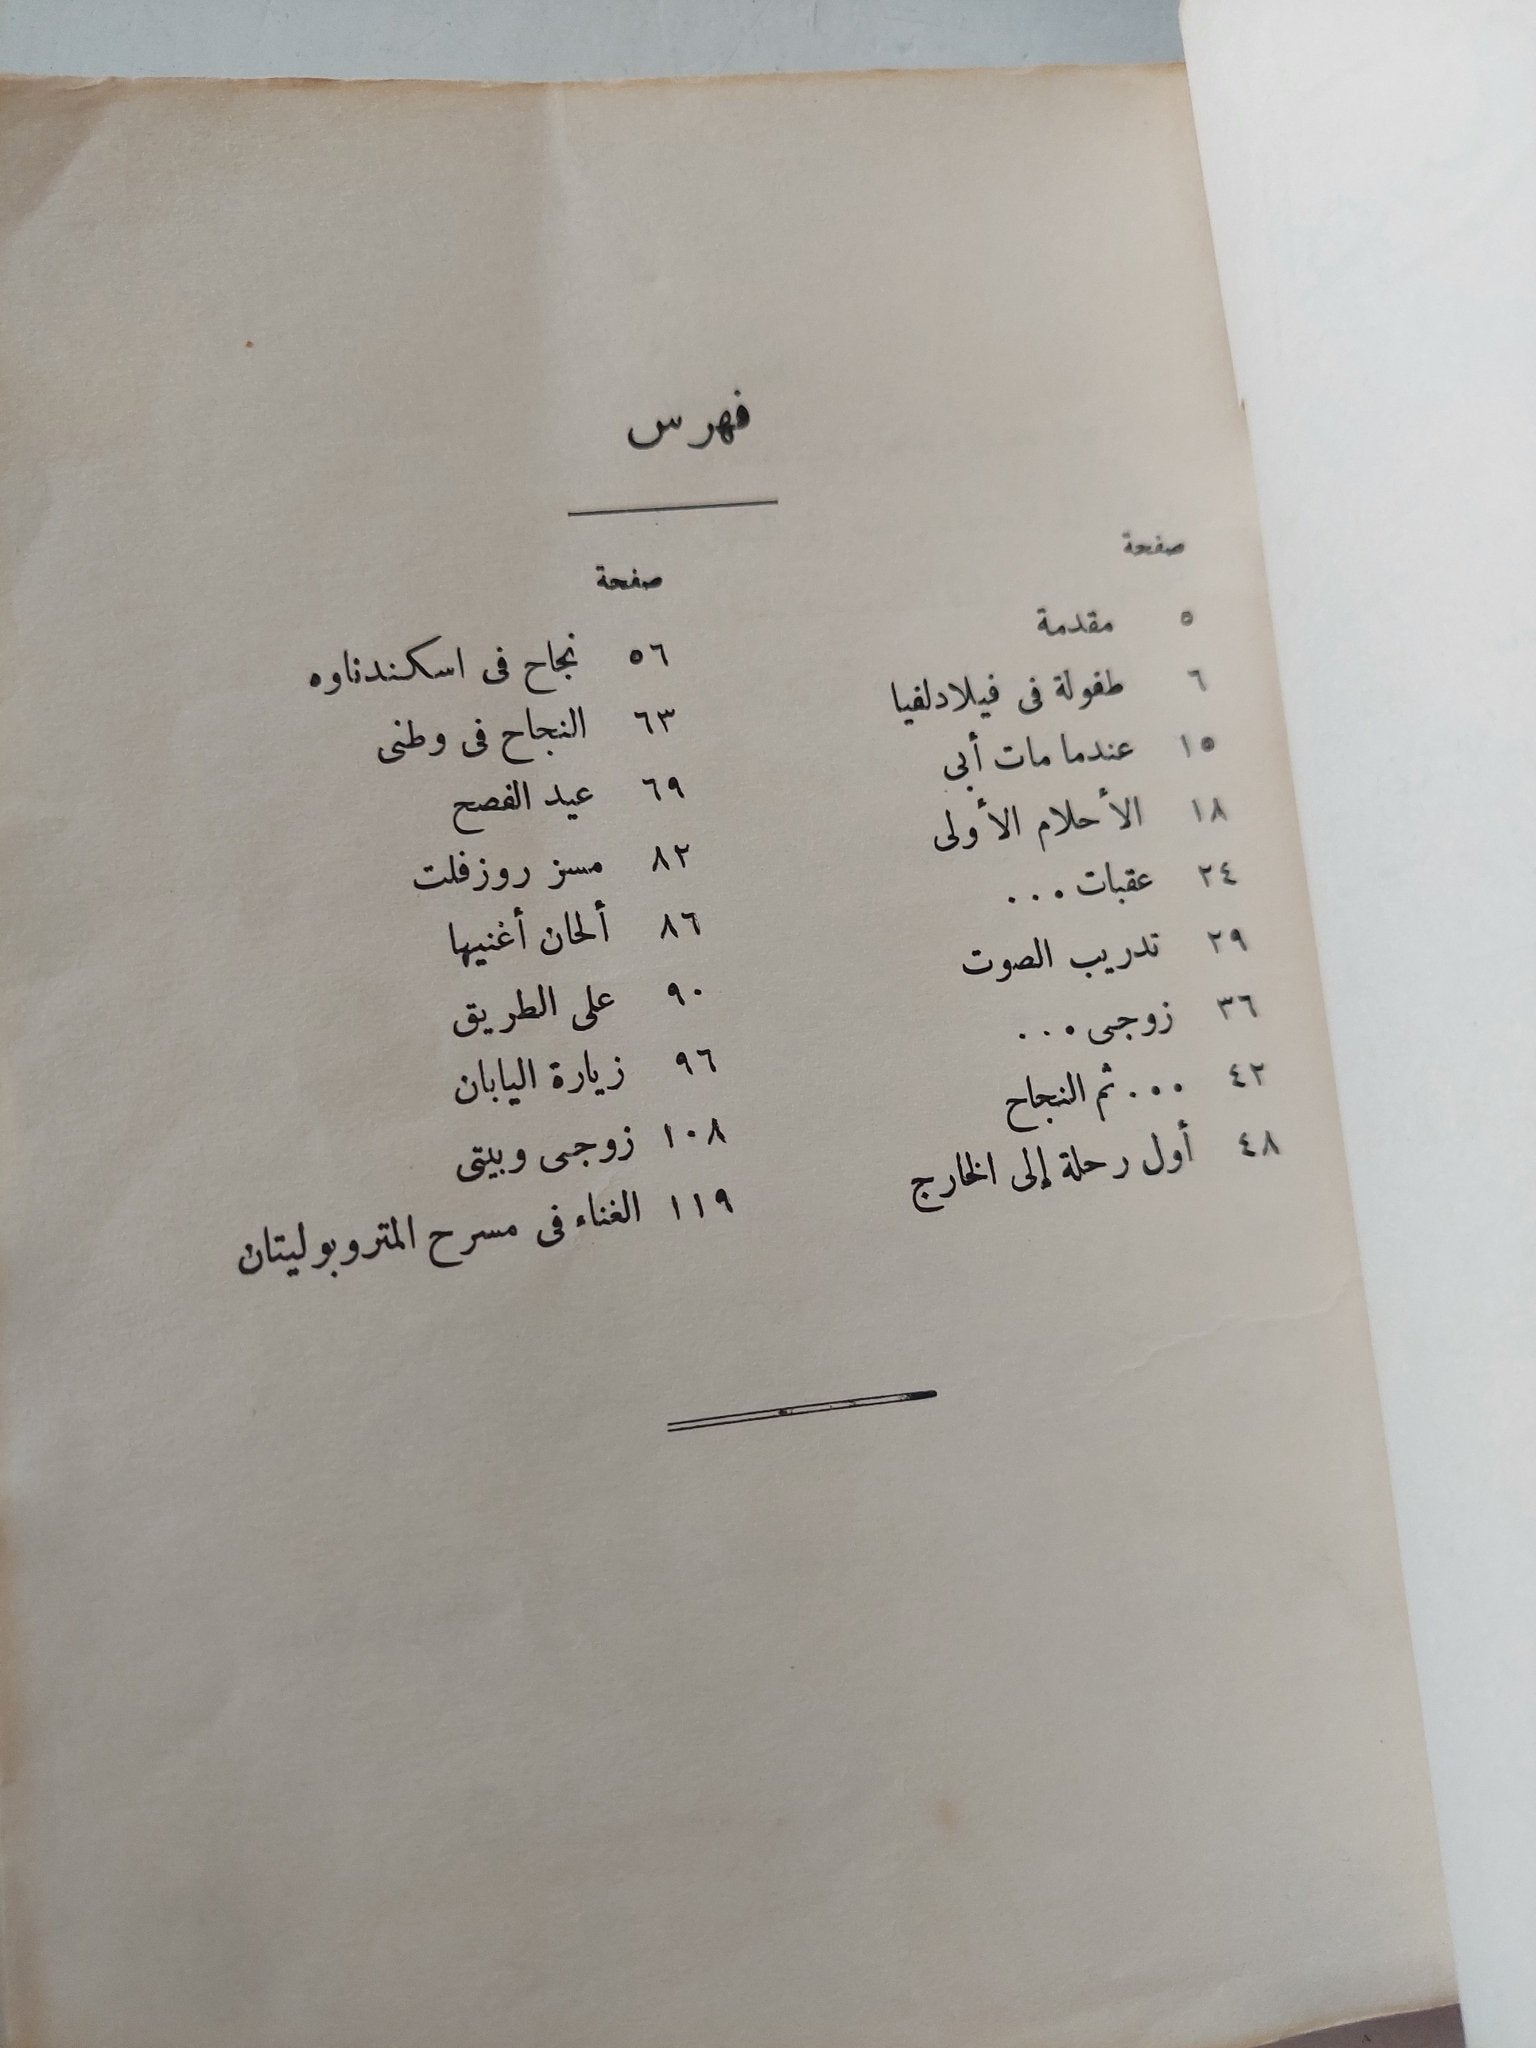 فهرس
صفحة
٥ مقدمة
٦ طفولة فى فيلادلفيا
١٥ عندما مات أبى
١٨ الأحلام الأولى
٢٤ عقبات . . .
٢٩ تدريب الصوت
٣٦ زوجى . . .
٤٢ . . . ثم النجاح
٤٨ أول رحلة إلى الخارج
صفحة
٥٦ نجاح فى اسكندناوه
٦٣ النجاح فى وطنى
٦٩ عيد الفصح
٨٢ مسز روزفلت
٨٦ ألحان أغنيها
٩٠ على الطريق
٩٦ زيارة اليابان
١٠٨ زوجى وبيتى
١١٩ الغناء فى مسرح المتروبوليتان